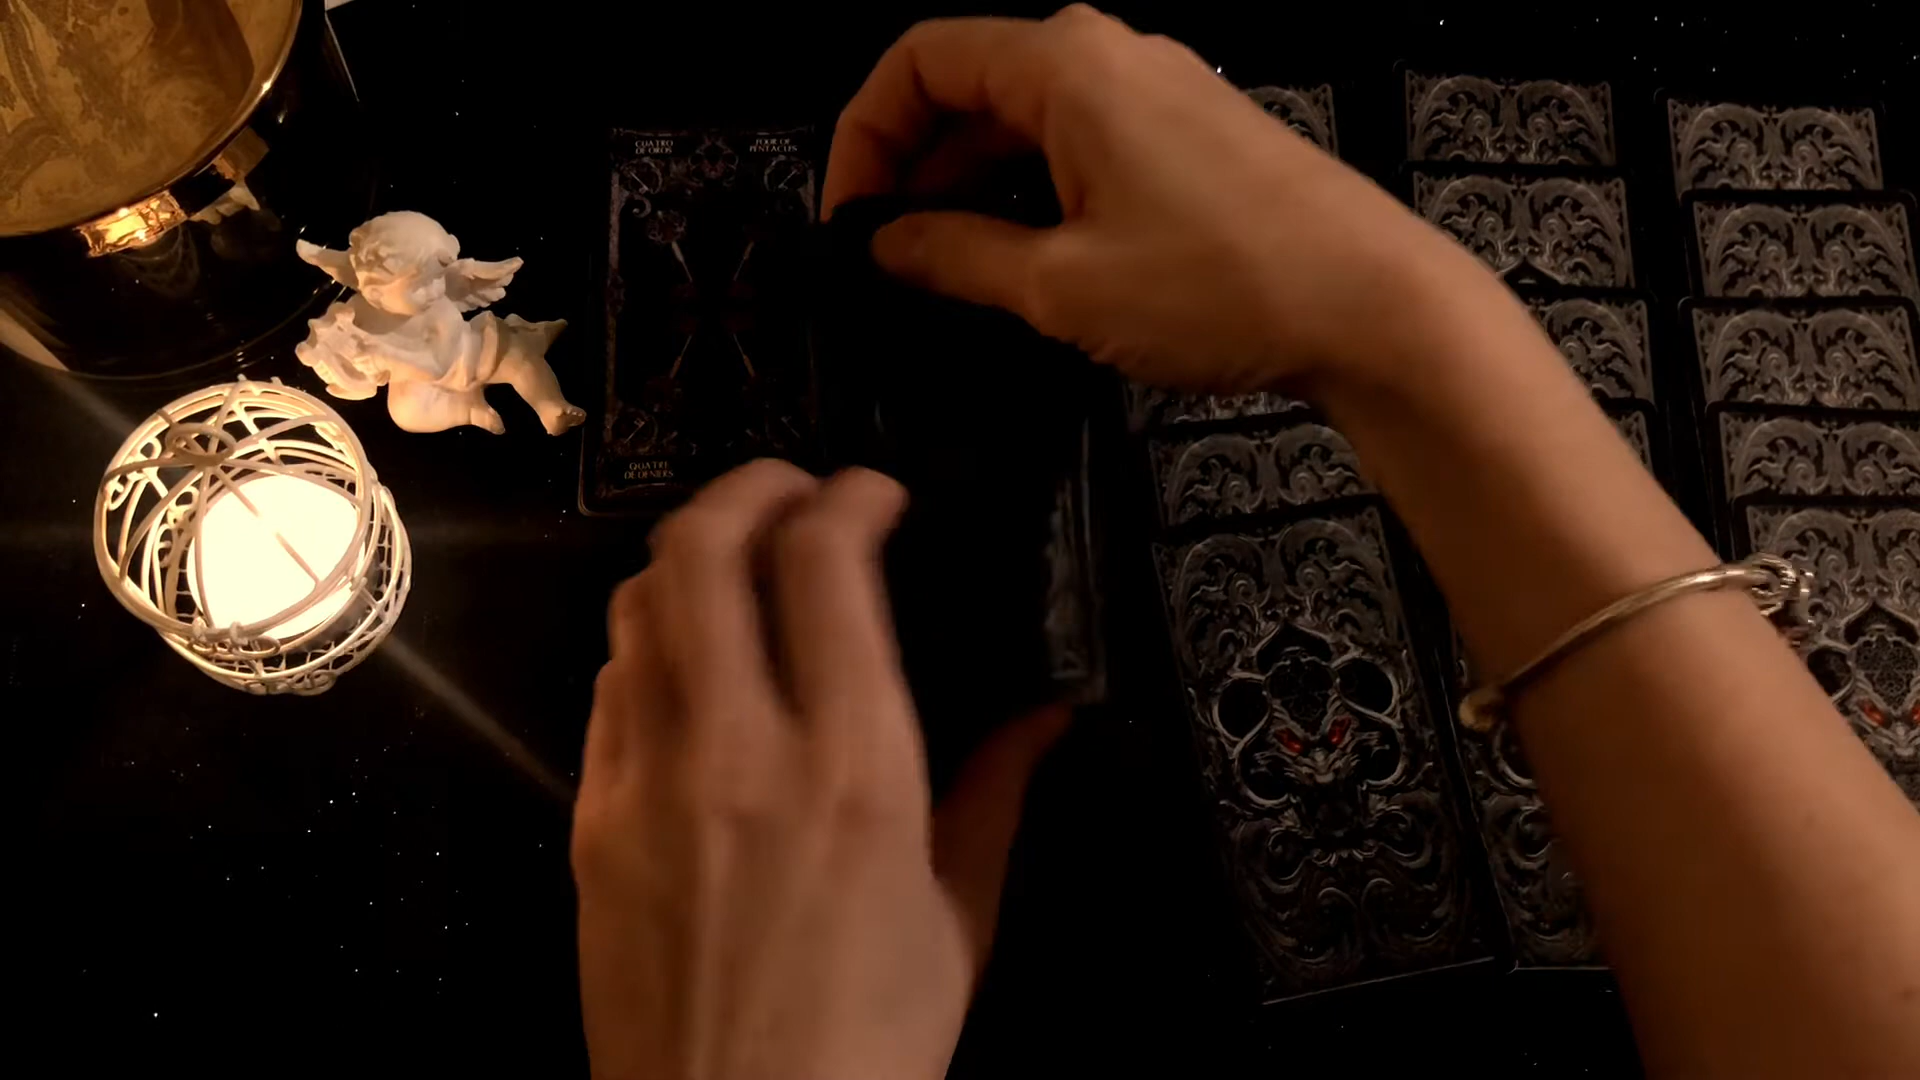 CUATRO
DE OROS
FOUR OF
PENTACLES
QUATRE
DE DENIERS